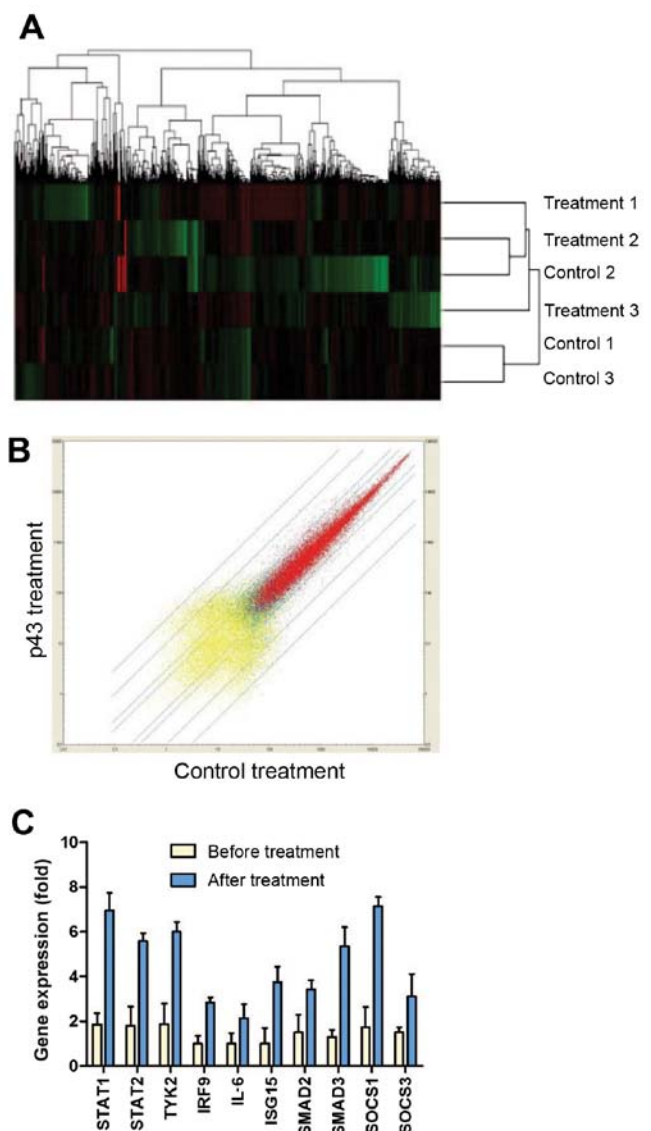 A
Treatment 1
Treatment 2
Control 2
Treatment 3
Control 1
Control 3
B
p43 treatment
Control treatment
C
Gene expression (fold)
10
8
6
4
2
0
Before treatment
After treatment
STAT1
STAT2
TYK2
IRF9
IL-6
ISG15
SMAD2
SMAD3
SOCS1
SOCS3